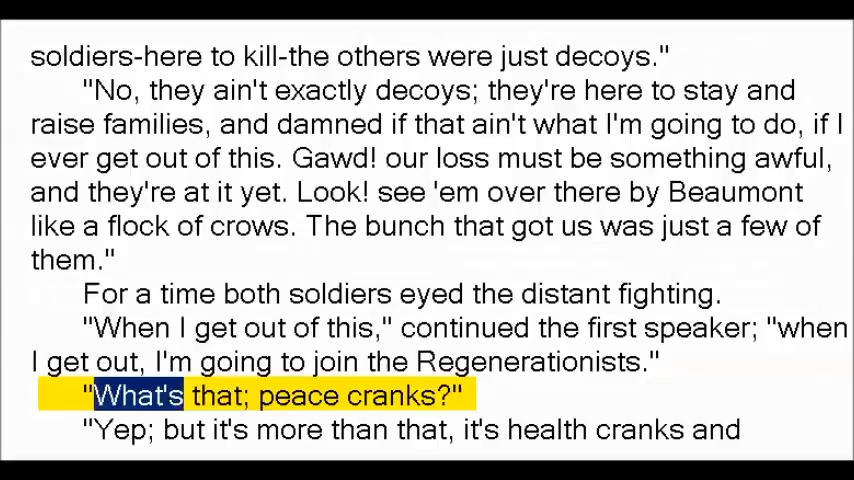 soldiers-here to kill-the others were just decoys."
"No, they ain't exactly decoys; they're here to stay and
raise families, and damned if that ain't what I'm going to do, if I
ever get out of this. Gawd! our loss must be something awful,
and they're at it yet. Look! see 'em over there by Beaumont
like a flock of crows. The bunch that got us was just a few of
them."
For a time both soldiers eyed the distant fighting.
"When I get out of this," continued the first speaker; "when
I get out, I'm going to join the Regenerationists."
"What's that; peace cranks?"
"Yep; but it's more than that, it's health cranks and